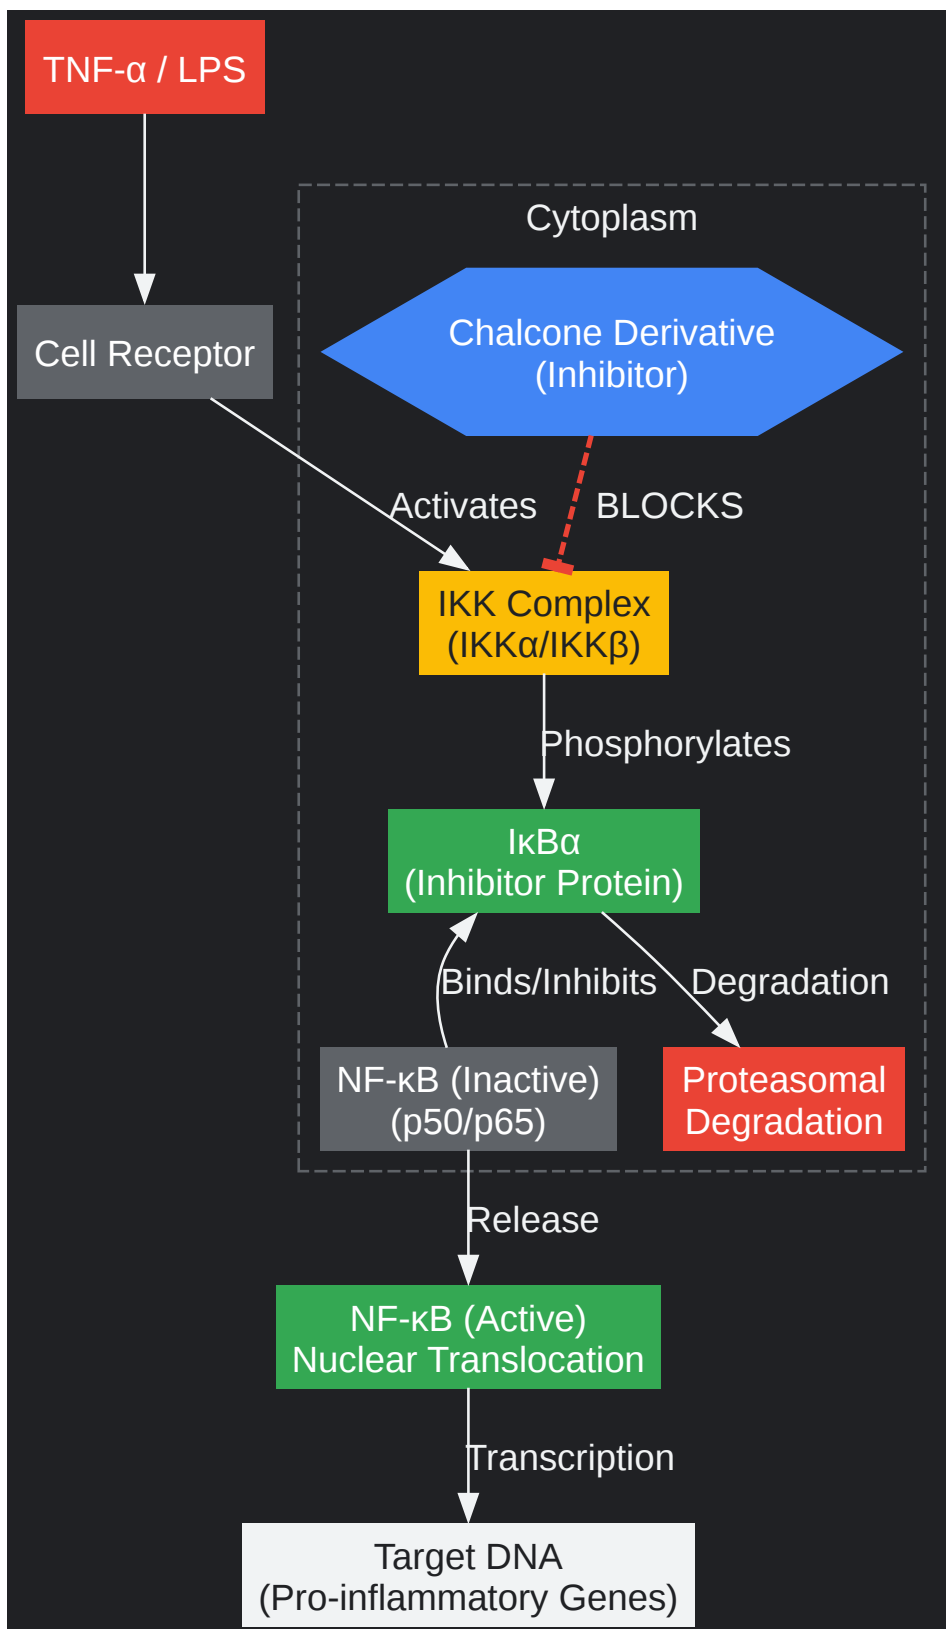 TNF-α / LPS
Cytoplasm
Chalcone Derivative
(Inhibitor)
Cell Receptor
Activates
BLOCKS
IKK Complex
(IKKα/IKKβ)
Phosphorylates
IκBα
(Inhibitor Protein)
Binds/Inhibits
Degradation
NF-κB (Inactive)
(p50/p65)
Proteasomal
Degradation
Release
NF-κB (Active)
Nuclear Translocation
Transcription
Target DNA
(Pro-inflammatory Genes)